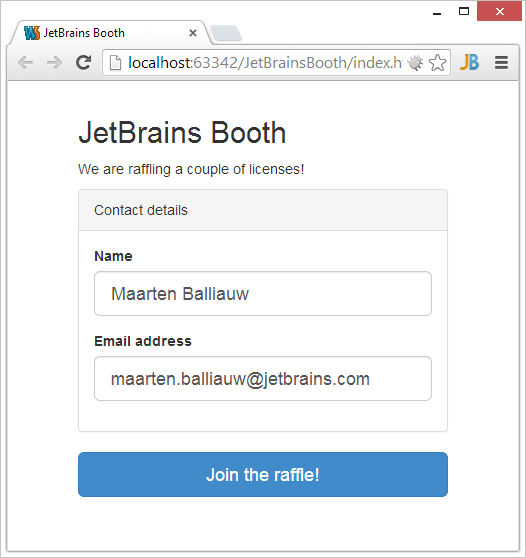 JetBrains Booth
localhost:63342/JetBrainsBooth/index.h
JB
JetBrains Booth
We are raffling a couple of licenses!
Contact details
Name
Maarten Balliauw
Email address
maarten.balliauw@jetbrains.com
Join the raffle!